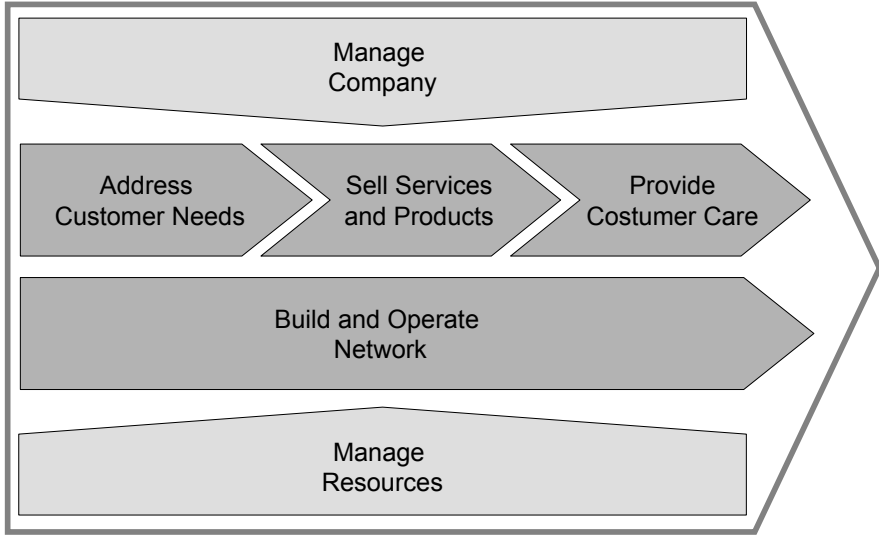 Manage
Company
Address
Customer Needs
Sell Services
and Products
Provide
Costumer Care
Build and Operate
Network
Manage
Resources